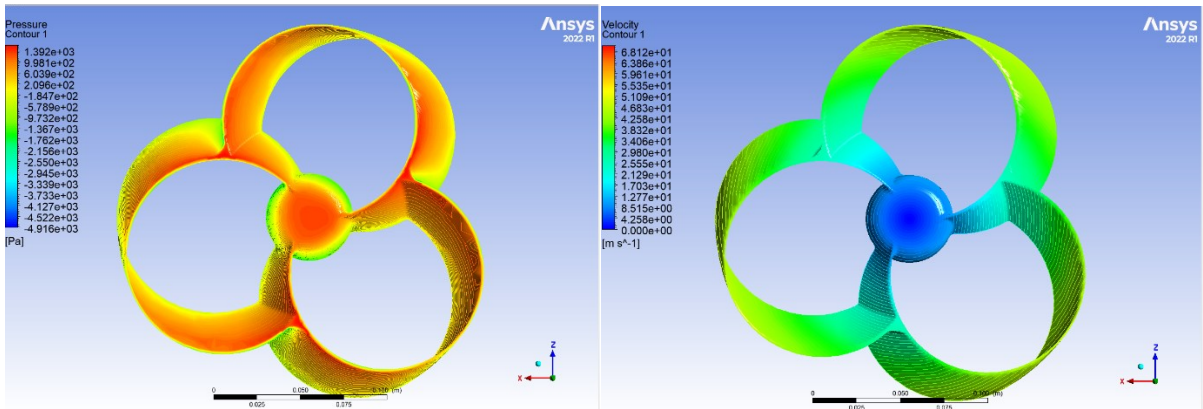 Pressure
Contour 1
1.392e+03
9.981e+02
6.039e+02
2.096e+02
-1.847e+02
-5.789e+02
-9.732e+02
-1.367e+03
-1.762e+03
-2.156e+03
-2.550e+03
-2.945e+03
-3.339e+03
-3.733e+03
-4.127e+03
-4.522e+03
-4.916e+03
[Pa]
Ansys
2022 R1
0 0.050 0.100 (m)
0.025 0.075
Z
X
Velocity
Contour 1
6.812e+01
6.386e+01
5.961e+01
5.535e+01
5.109e+01
4.683e+01
4.258e+01
3.832e+01
3.406e+01
2.980e+01
2.555e+01
2.129e+01
1.703e+01
1.277e+01
8.515e+00
4.258e+00
0.000e+00
[m s^-1]
Ansys
2022 R1
0 0.050 0.100 (m)
0.025 0.075
Z
X